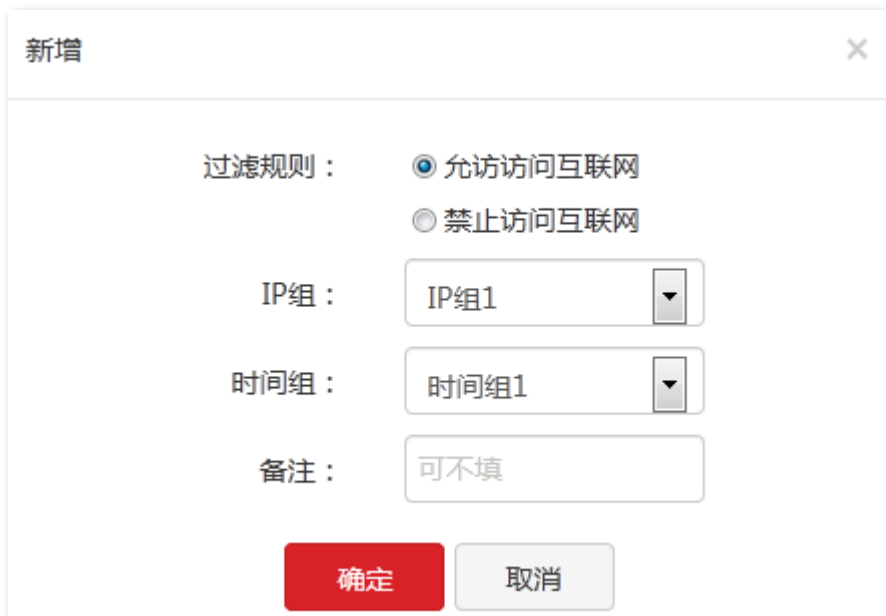 新增 ×
过滤规则： 允访访问互联网
禁止访问互联网
IP组： IP组1
时间组： 时间组1
备注： 可不填
确定 取消